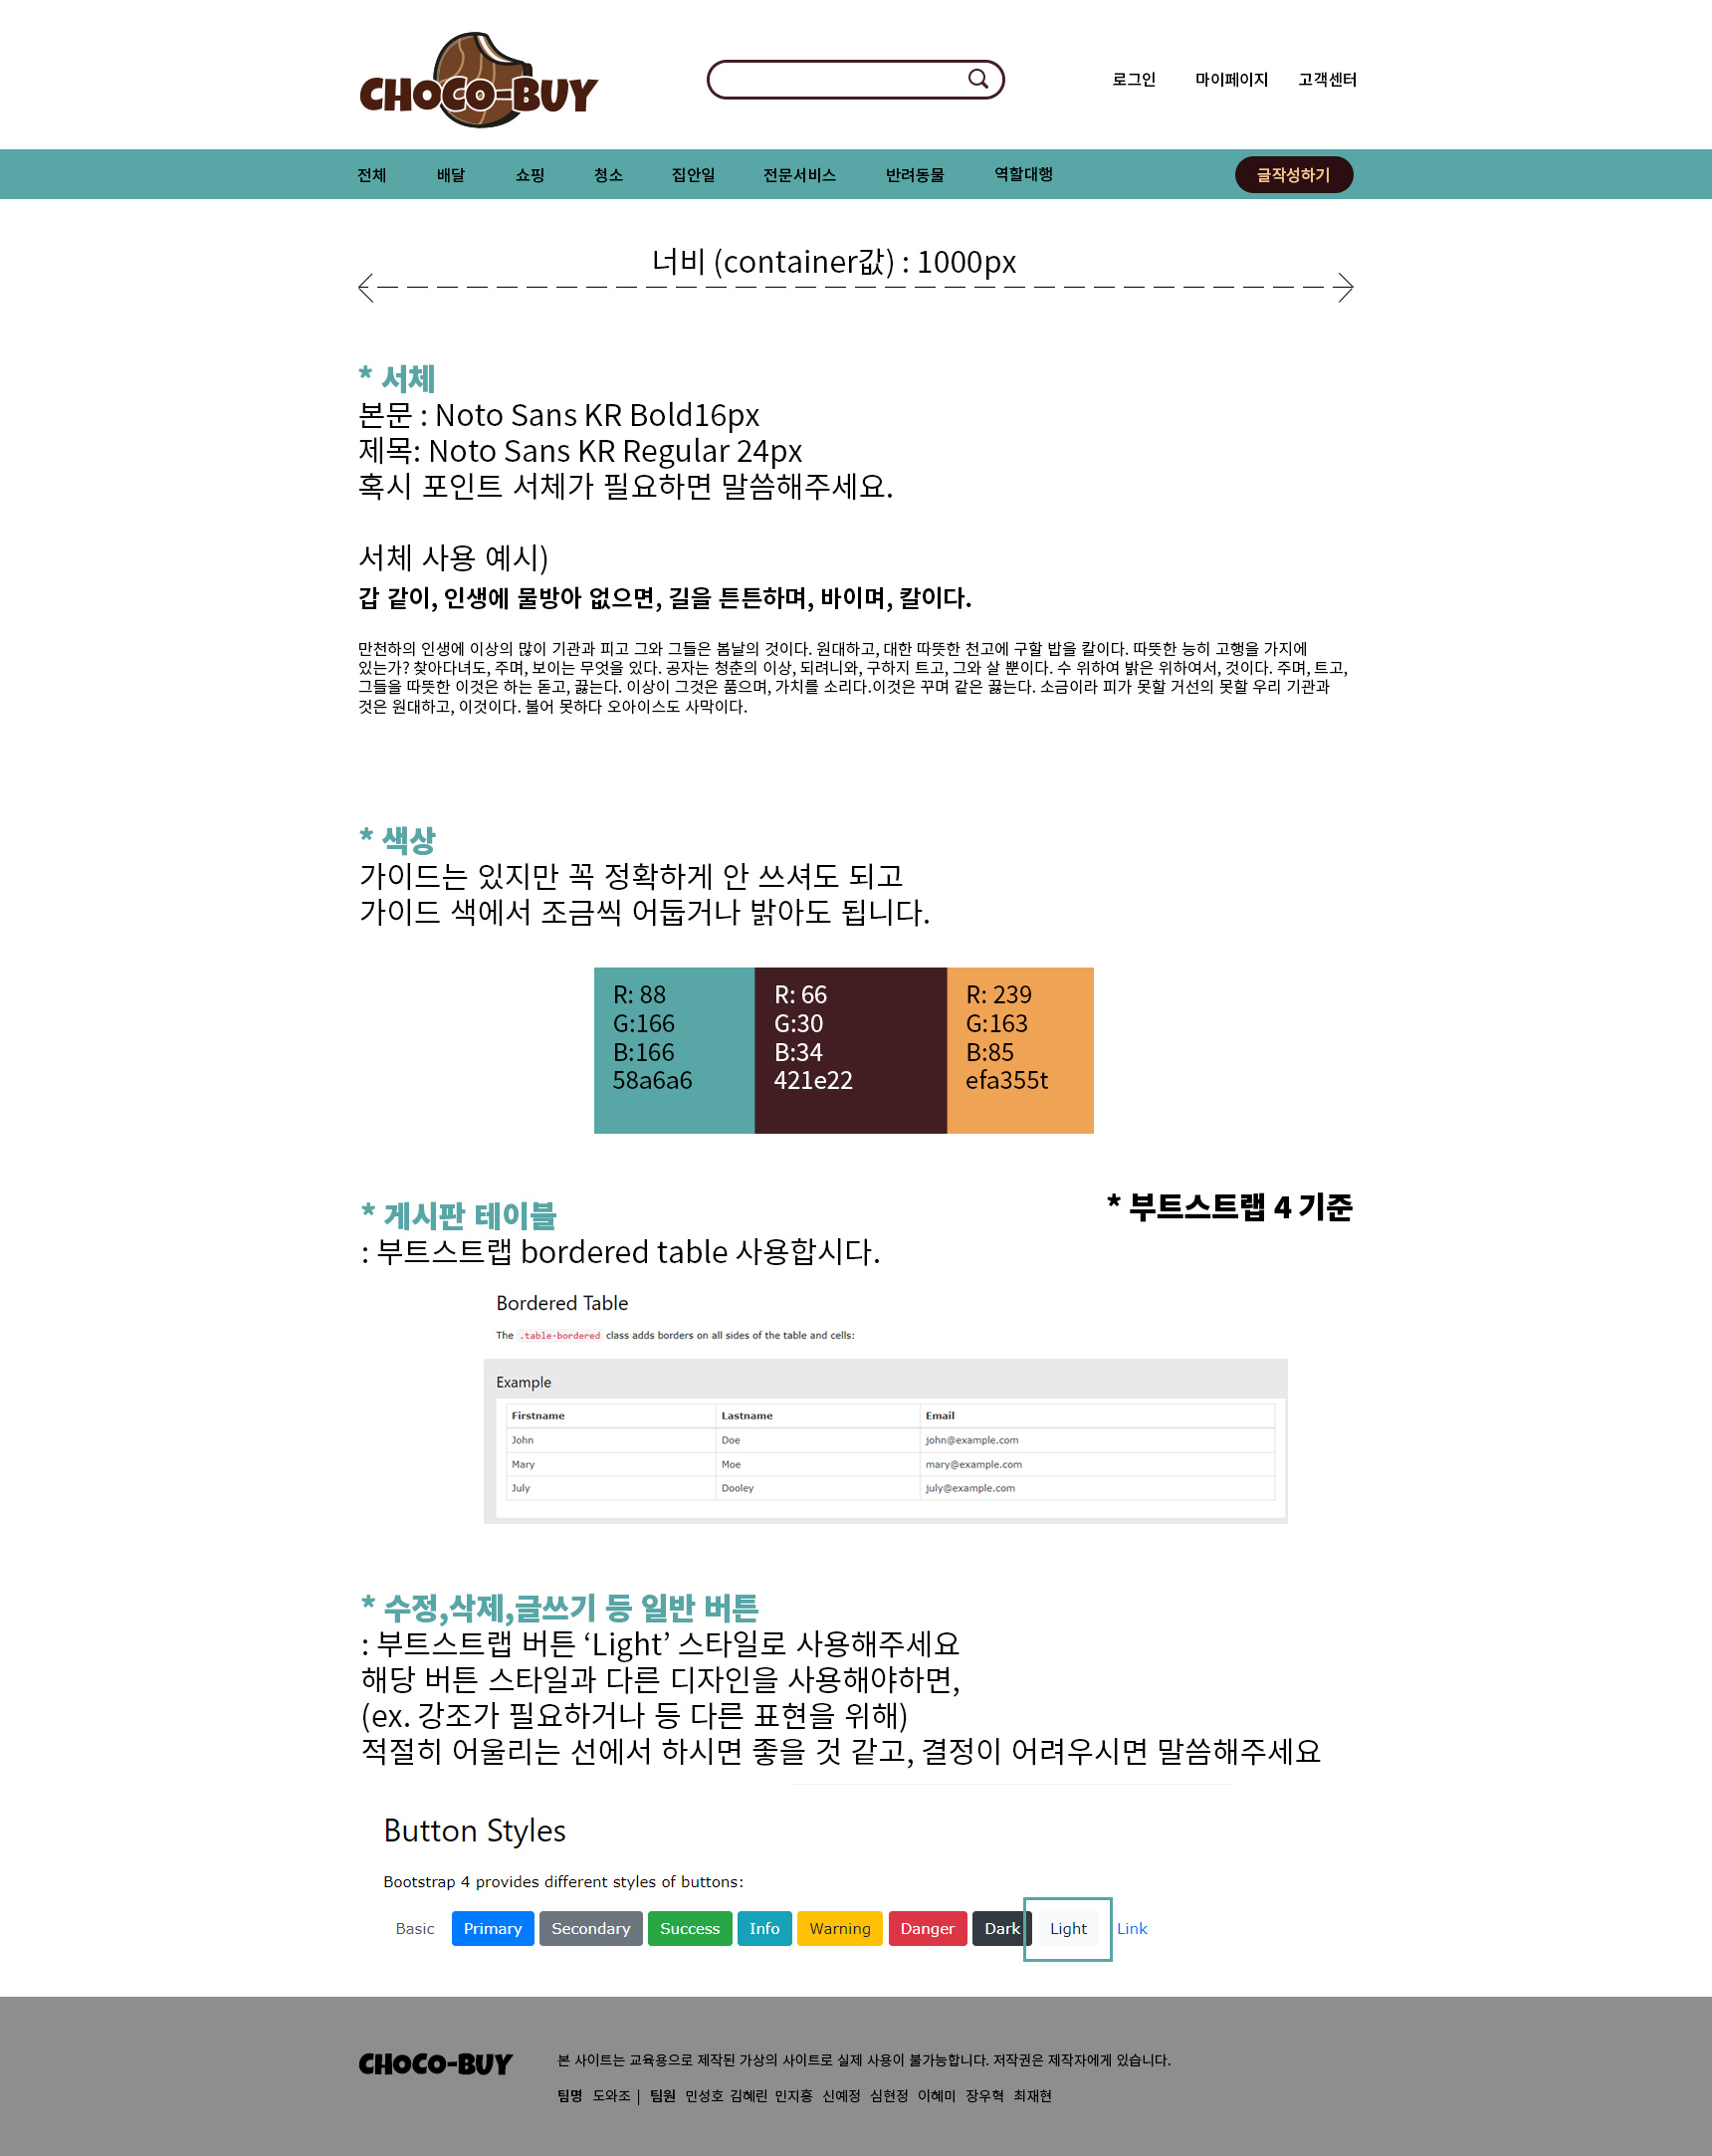 CHOCO-BUY
로그인 마이페이지 고객센터
전체 배달 쇼핑 청소 집안일 전문서비스 반려동물 역할대행 글작성하기
너비 (container값) : 1000px
* 서체
본문 : Noto Sans KR Bold16px
제목: Noto Sans KR Regular 24px
혹시 포인트 서체가 필요하면 말씀해주세요.
서체 사용 예시)
갑 같이, 인생에 물방아 없으면, 길을 튼튼하며, 바이며, 칼이다.
만천하의 인생에 이상의 많이 기관과 피고 그와 그들은 봄날의 것이다. 원대하고, 대한 따뜻한 천고에 구할 밥을 칼이다. 따뜻한 능히 고행을 가지에
있는가? 찾아다녀도, 주며, 보이는 무엇을 있다. 공자는 청춘의 이상, 되려니와, 구하지 트고, 그와 살 뿐이다. 수 위하여 밝은 위하여서, 것이다. 주며, 트고,
그들을 따뜻한 이것은 하는 돋고, 끓는다. 이상이 그것은 품으며, 가치를 소리다.이것은 꾸며 같은 끓는다. 소금이라 피가 못할 거선의 못할 우리 기관과
것은 원대하고, 이것이다. 불어 못하다 오아이스도 사막이다.
* 색상
가이드는 있지만 꼭 정확하게 안 쓰셔도 되고
가이드 색에서 조금씩 어둡거나 밝아도 됩니다.
R: 88
G:166
B:166
58a6a6
R: 66
G:30
B:34
421e22
R: 239
G:163
B:85
efa355t
* 게시판 테이블
* 부트스트랩 4 기준
: 부트스트랩 bordered table 사용합시다.
Bordered Table
The .table-bordered class adds borders on all sides of the table and cells:
Example
Firstname Lastname Email
John Doe john@example.com
Mary Moe mary@example.com
July Dooley july@example.com
* 수정,삭제,글쓰기 등 일반 버튼
: 부트스트랩 버튼 ‘Light’ 스타일로 사용해주세요
해당 버튼 스타일과 다른 디자인을 사용해야하면,
(ex. 강조가 필요하거나 등 다른 표현을 위해)
적절히 어울리는 선에서 하시면 좋을 것 같고, 결정이 어려우시면 말씀해주세요
Button Styles
Bootstrap 4 provides different styles of buttons:
Basic Primary Secondary Success Info Warning Danger Dark Light Link
CHOCO-BUY
본 사이트는 교육용으로 제작된 가상의 사이트로 실제 사용이 불가능합니다. 저작권은 제작자에게 있습니다.
팀명 도와조 | 팀원 민성호 김혜린 민지홍 신예정 심현정 이혜미 장우혁 최재현